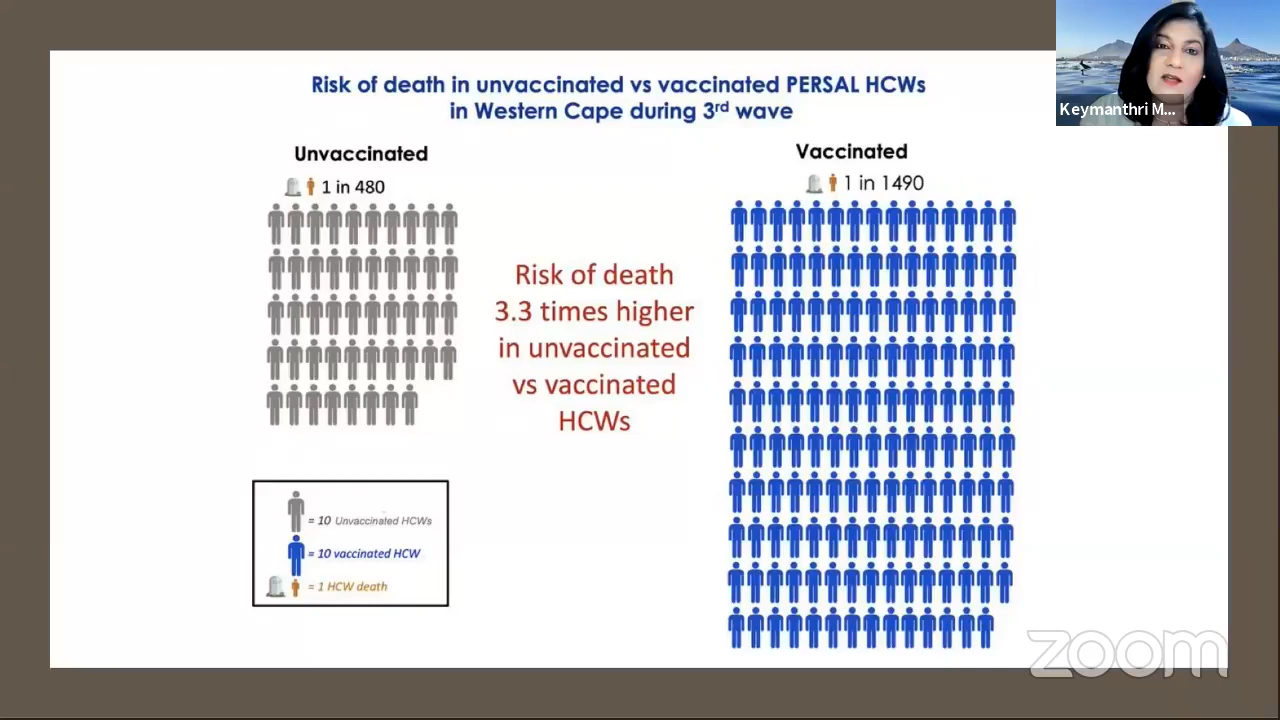 Risk of death in unvaccinated vs vaccinated PERSAL HCWs
in Western Cape during 3rd wave
Keymanthri M...
Unvaccinated
1 in 480
Vaccinated
1 in 1490
Risk of death
3.3 times higher
in unvaccinated
vs vaccinated
HCWs
= 10 Unvaccinated HCWs
= 10 vaccinated HCW
= 1 HCW death
zoom